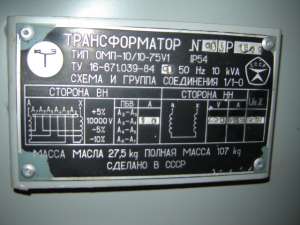 ТРАНСФОРМАТОР №
ТИП ОМП-10/10-75У1 IP54
ТУ 16-671.039-84 50 Hz 10 kVA
СХЕМА И ГРУППА СОЕДИНЕНИЯ 1/1-0
СТОРОНА ВН СТОРОНА НН
ПБВ
+5%
10000 V
-5%
-10%
МАССА МАСЛА 27,5 kg ПОЛНАЯ МАССА 107 kg
СДЕЛАНО В СССР